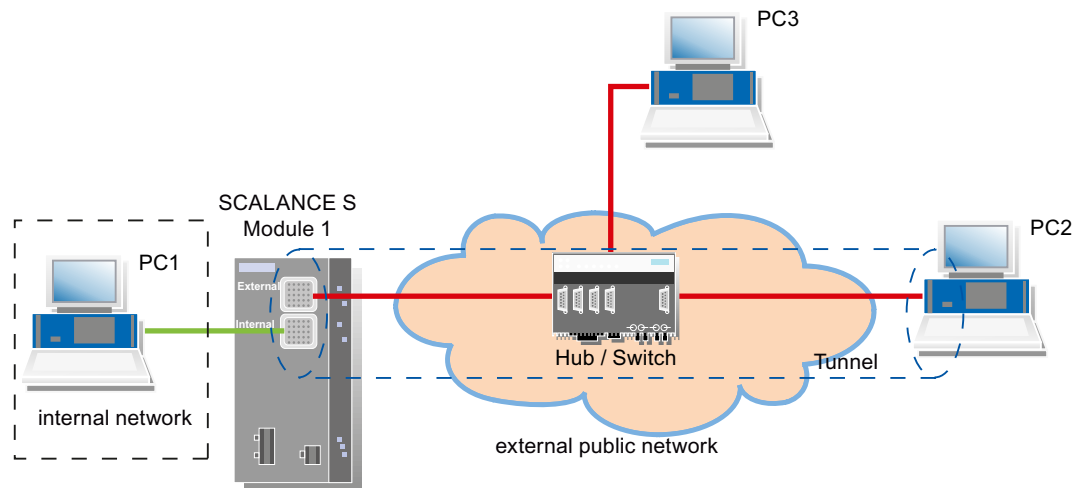 PC3
SCALANCE S
Module 1
PC1
PC2
External
Internal
Hub / Switch
Tunnel
internal network
external public network